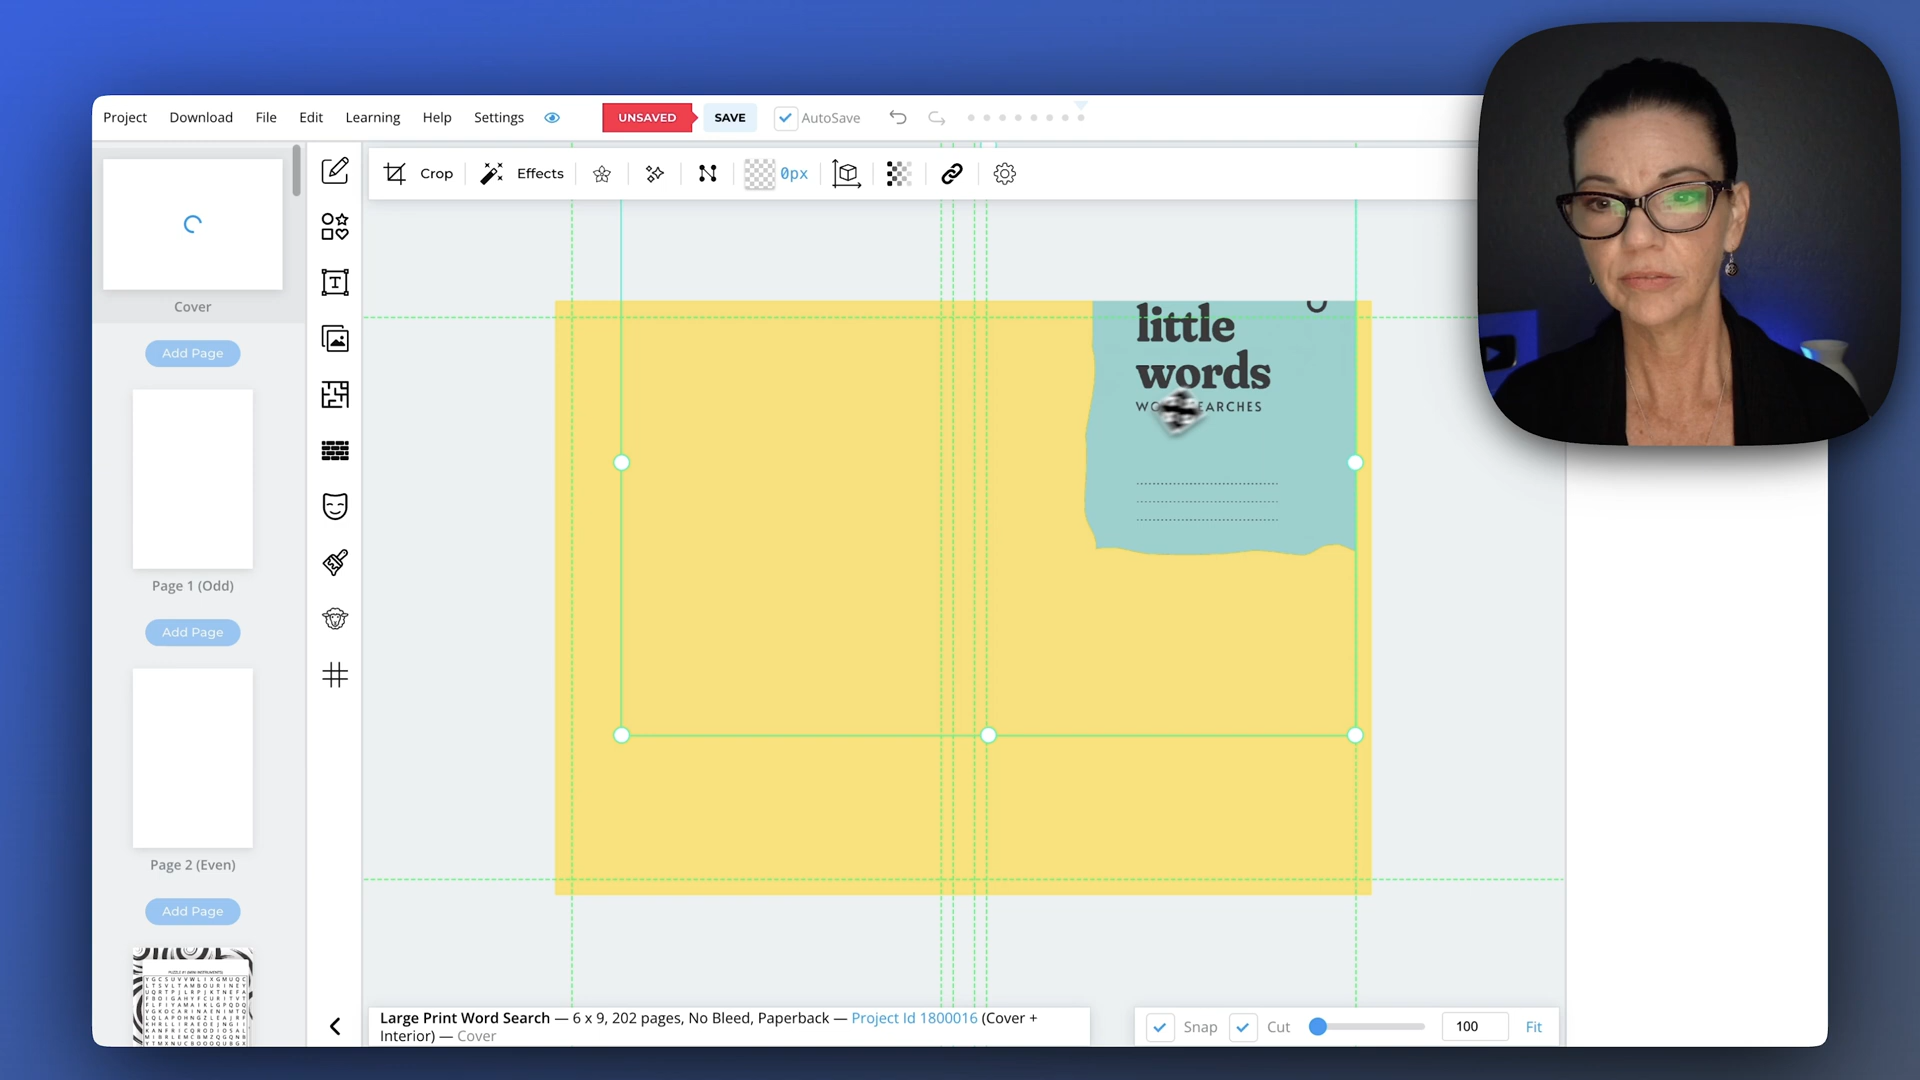 Project Download File Edit Learning Help Settings UNSAVED SAVE AutoSave
Crop Effects 0px
Cover
Add Page
Page 1 (Odd)
Add Page
Page 2 (Even)
Add Page
little
words
SEARCHES
Large Print Word Search — 6 x 9, 202 pages, No Bleed, Paperback — Project Id 1800016 (Cover +
Interior) — Cover
Snap Cut 100 Fit